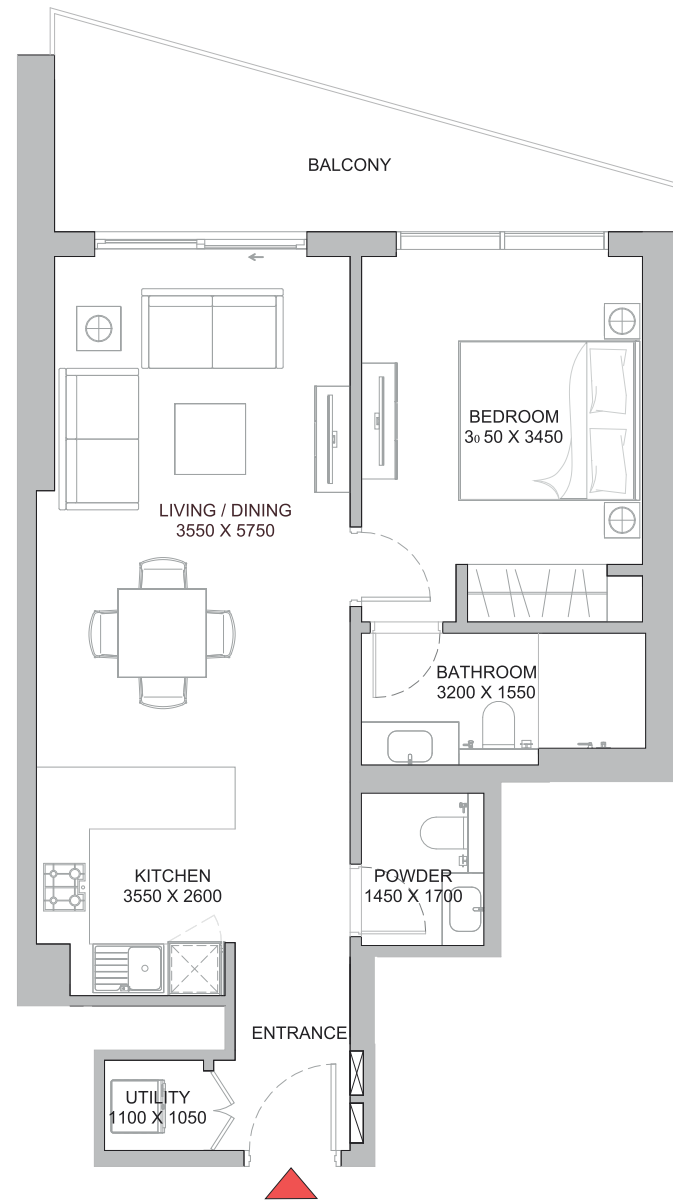 BALCONY
BEDROOM
3₀50 X 3450
LIVING / DINING
3550 X 5750
BATHROOM
3200 X 1550
KITCHEN
3550 X 2600
POWDER
1450 X 1700
ENTRANCE
UTILITY
1100 X 1050